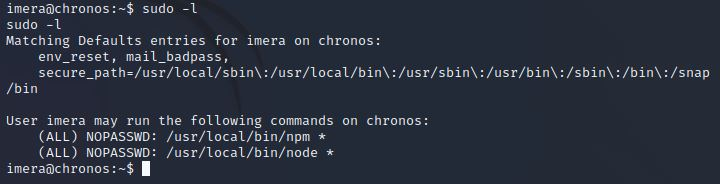 imera@chronos:~$ sudo -l
sudo -l
Matching Defaults entries for imera on chronos:
    env_reset, mail_badpass,
    secure_path=/usr/local/sbin\:/usr/local/bin\:/usr/sbin\:/usr/bin\:/sbin\:/bin\:/snap
/bin

User imera may run the following commands on chronos:
    (ALL) NOPASSWD: /usr/local/bin/npm *
    (ALL) NOPASSWD: /usr/local/bin/node *
imera@chronos:~$